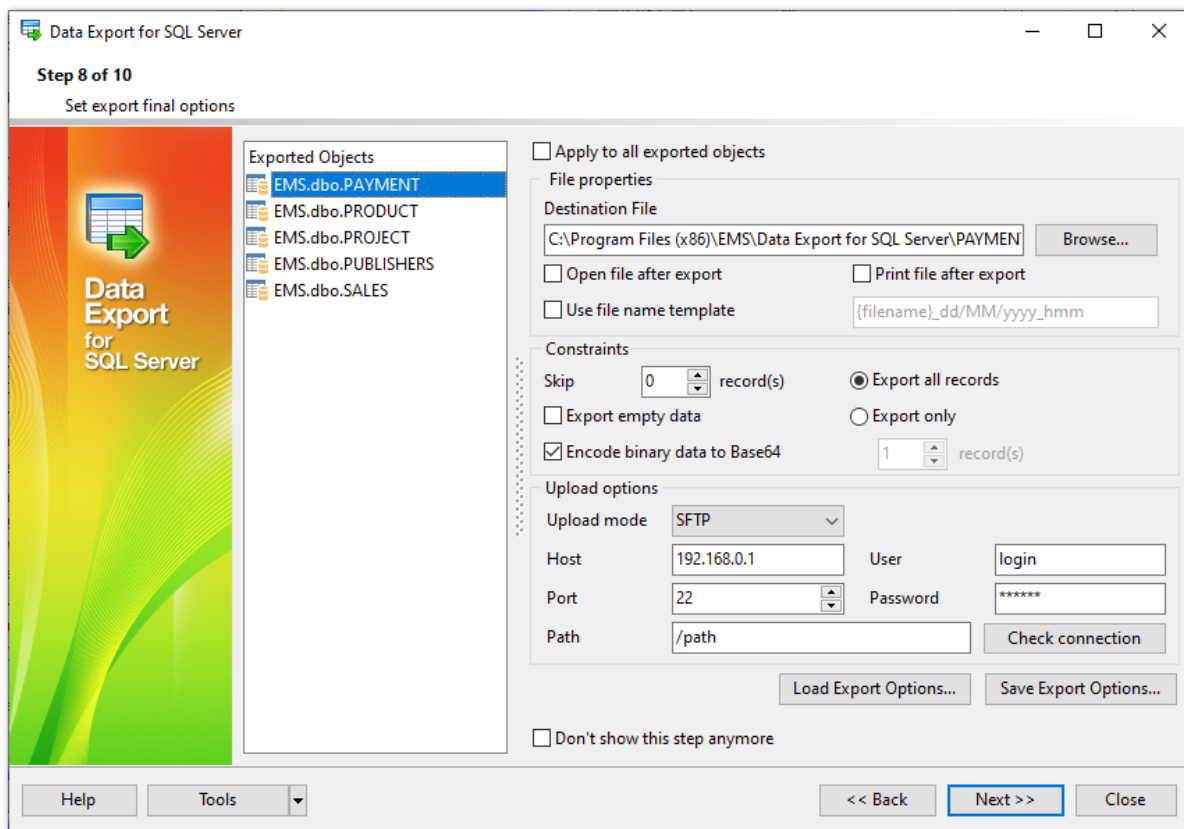 Data Export for SQL Server
Step 8 of 10
Set export final options
Data
Export
for
SQL Server
Exported Objects
EMS.dbo.PAYMENT
EMS.dbo.PRODUCT
EMS.dbo.PROJECT
EMS.dbo.PUBLISHERS
EMS.dbo.SALES
Apply to all exported objects
File properties
Destination File
C:\Program Files (x86)\EMS\Data Export for SQL Server\PAYMENT Browse...
Open file after export Print file after export
Use file name template {filename}_dd/MM/yyyy_hmm
Constraints
Skip 0 record(s) Export all records
Export empty data Export only
Encode binary data to Base64 1 record(s)
Upload options
Upload mode SFTP
Host 192.168.0.1 User login
Port 22 Password ******
Path /path Check connection
Load Export Options... Save Export Options...
Don't show this step anymore
Help Tools << Back Next >> Close